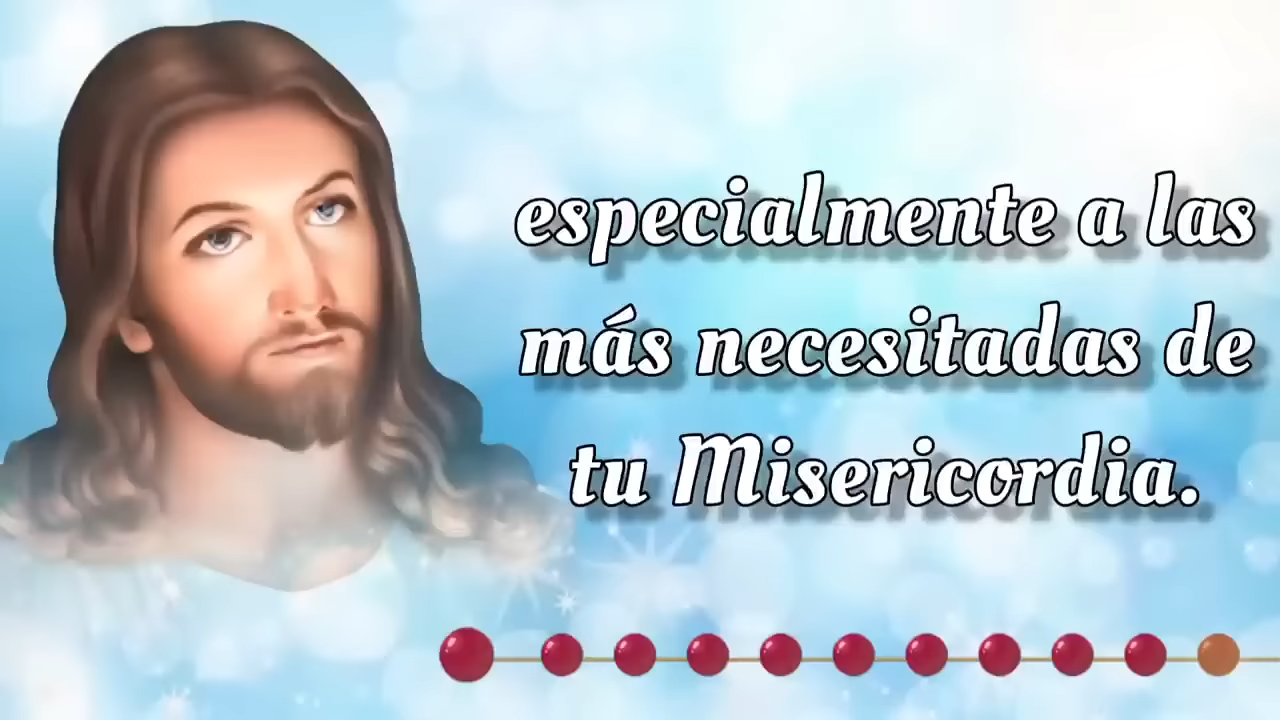 especialmente a las
más necesitadas de
tu Misericordia.